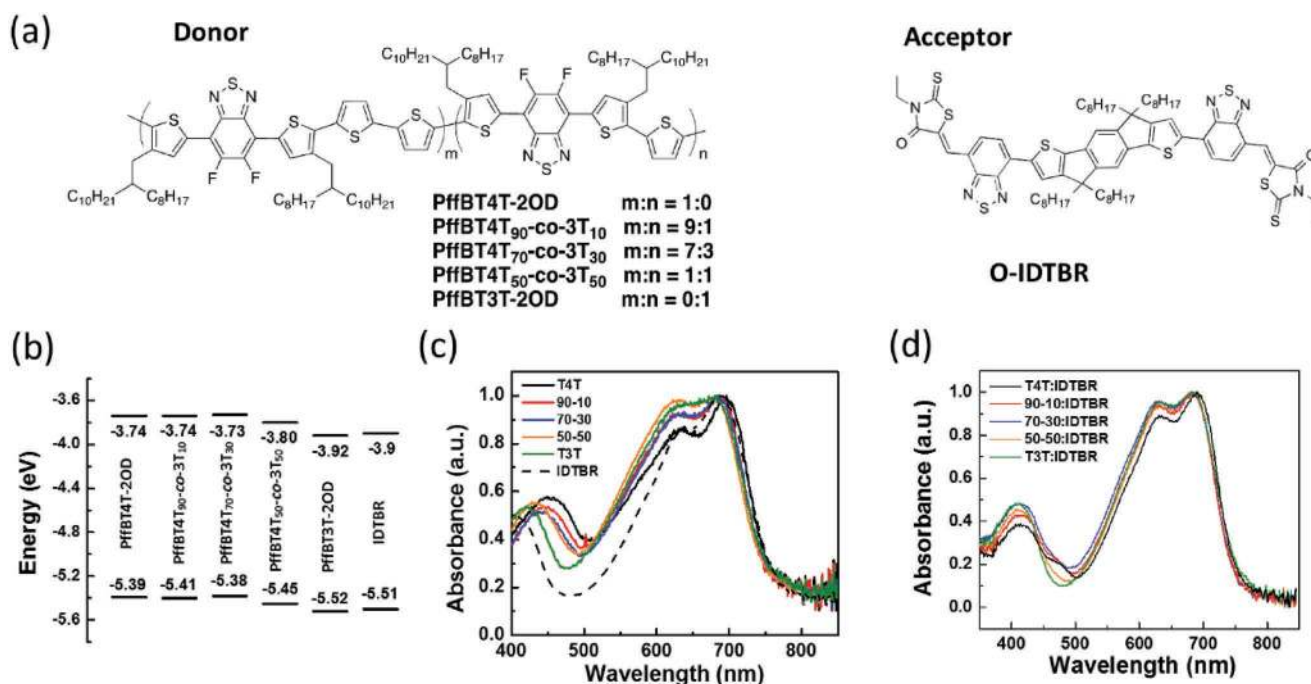 (a)
Donor
Acceptor
C₁₀H₂₁
C₈H₁₇
C₈H₁₇
C₁₀H₂₁
N
S
N
S
S
S
S
F
F
m
S
F
F
N
S
N
S
S
n
C₁₀H₂₁
C₈H₁₇
C₈H₁₇
C₁₀H₂₁
N
S
S
O
N
S
N
C₈H₁₇
C₈H₁₇
S
S
C₈H₁₇
C₈H₁₇
N
S
N
O
S
N
S
PffBT4T-2OD m:n = 1:0
PffBT4T₉₀-co-3T₁₀ m:n = 9:1
PffBT4T₇₀-co-3T₃₀ m:n = 7:3
PffBT4T₅₀-co-3T₅₀ m:n = 1:1
PffBT3T-2OD m:n = 0:1
O-IDTBR
(b)
Energy (eV)
-3.6
-4.0
-4.4
-4.8
-5.2
-5.6
-3.74
-3.74
-3.73
-3.80
-3.92
-3.9
PffBT4T-2OD
PffBT4T₉₀-co-3T₁₀
PffBT4T₇₀-co-3T₃₀
PffBT4T₅₀-co-3T₅₀
PffBT3T-2OD
IDTBR
-5.39
-5.41
-5.38
-5.45
-5.52
-5.51
(c)
Absorbance (a.u.)
1.0
0.8
0.6
0.4
0.2
0.0
T4T
90-10
70-30
50-50
T3T
IDTBR
400 500 600 700 800
Wavelength (nm)
(d)
Absorbance (a.u.)
1.0
0.8
0.6
0.4
0.2
0.0
T4T:IDTBR
90-10:IDTBR
70-30:IDTBR
50-50:IDTBR
T3T:IDTBR
400 500 600 700 800
Wavelength (nm)